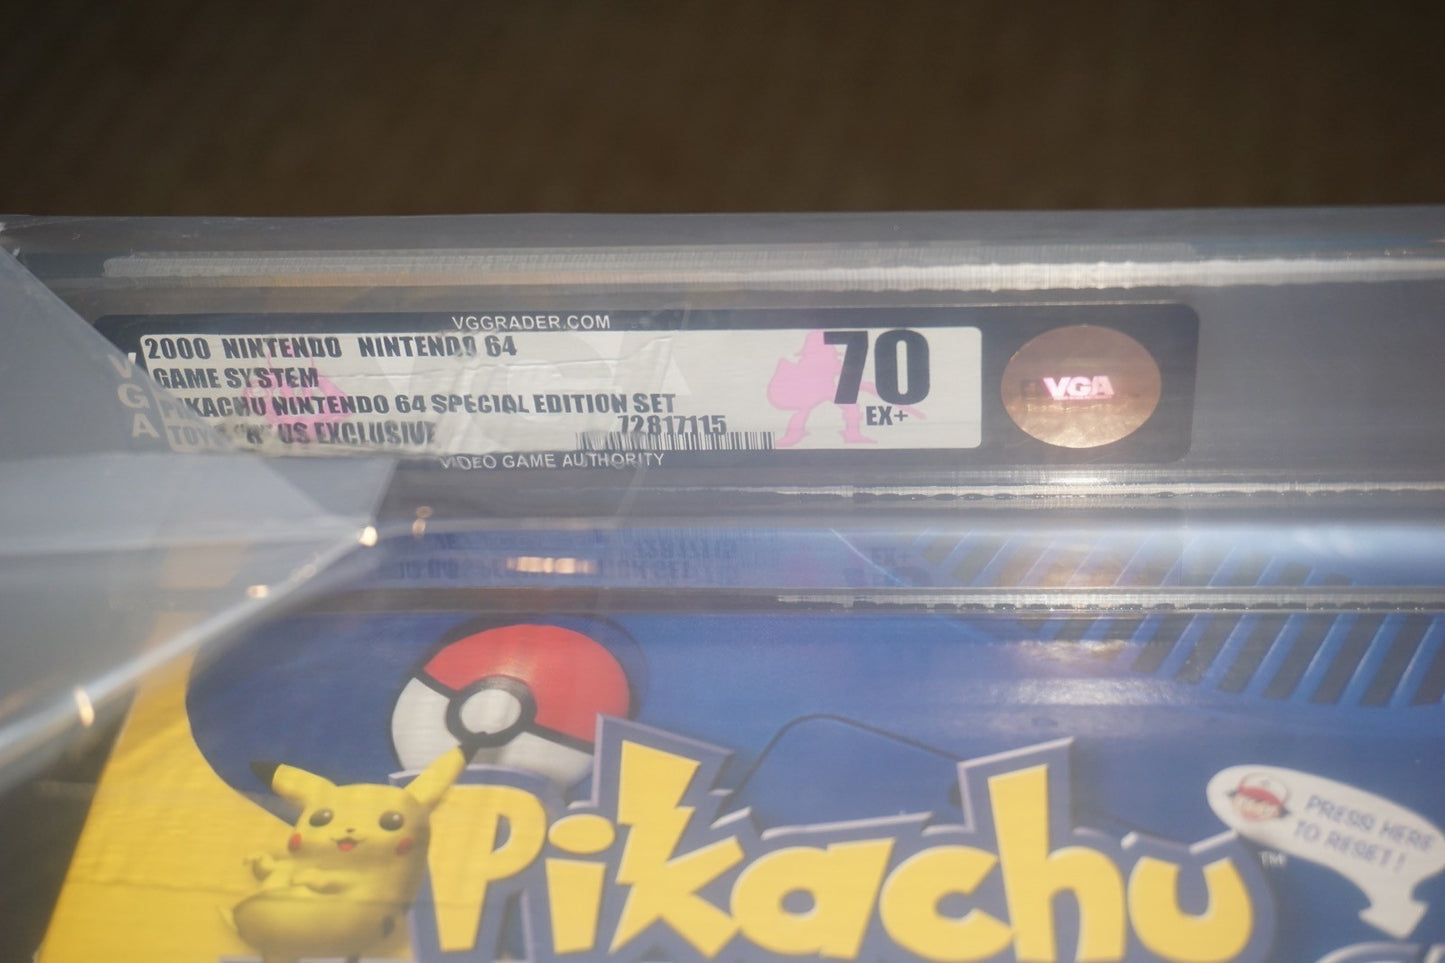 VGGRADER.COM
VGA
2000 NINTENDO NINTENDO 64
GAME SYSTEM
PIKACHU NINTENDO 64 SPECIAL EDITION SET
TOYS "R" US EXCLUSIVE
72817115
70
EX+
VGA
VIDEO GAME AUTHORITY
Pikachu
TM
PRESS HERE
TO RESET!